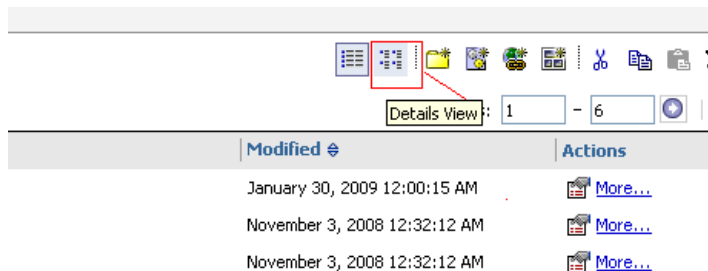 Details View : 1 - 6
Modified Actions
January 30, 2009 12:00:15 AM More...
November 3, 2008 12:32:12 AM More...
November 3, 2008 12:32:12 AM More...